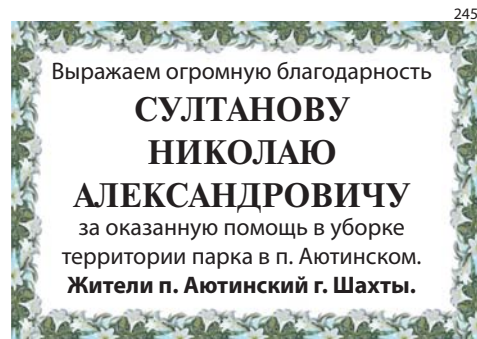 245
Выражаем огромную благодарность
СУЛТАНОВУ
НИКОЛАЮ
АЛЕКСАНДРОВИЧУ
за оказанную помощь в уборке
территории парка в п. Аютинском.
Жители п. Аютинский г. Шахты.